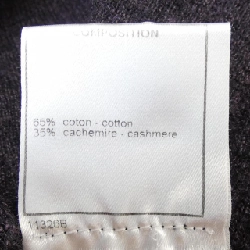 COMPOSITION
65% coton - cotton
35% cachemire - cashmere